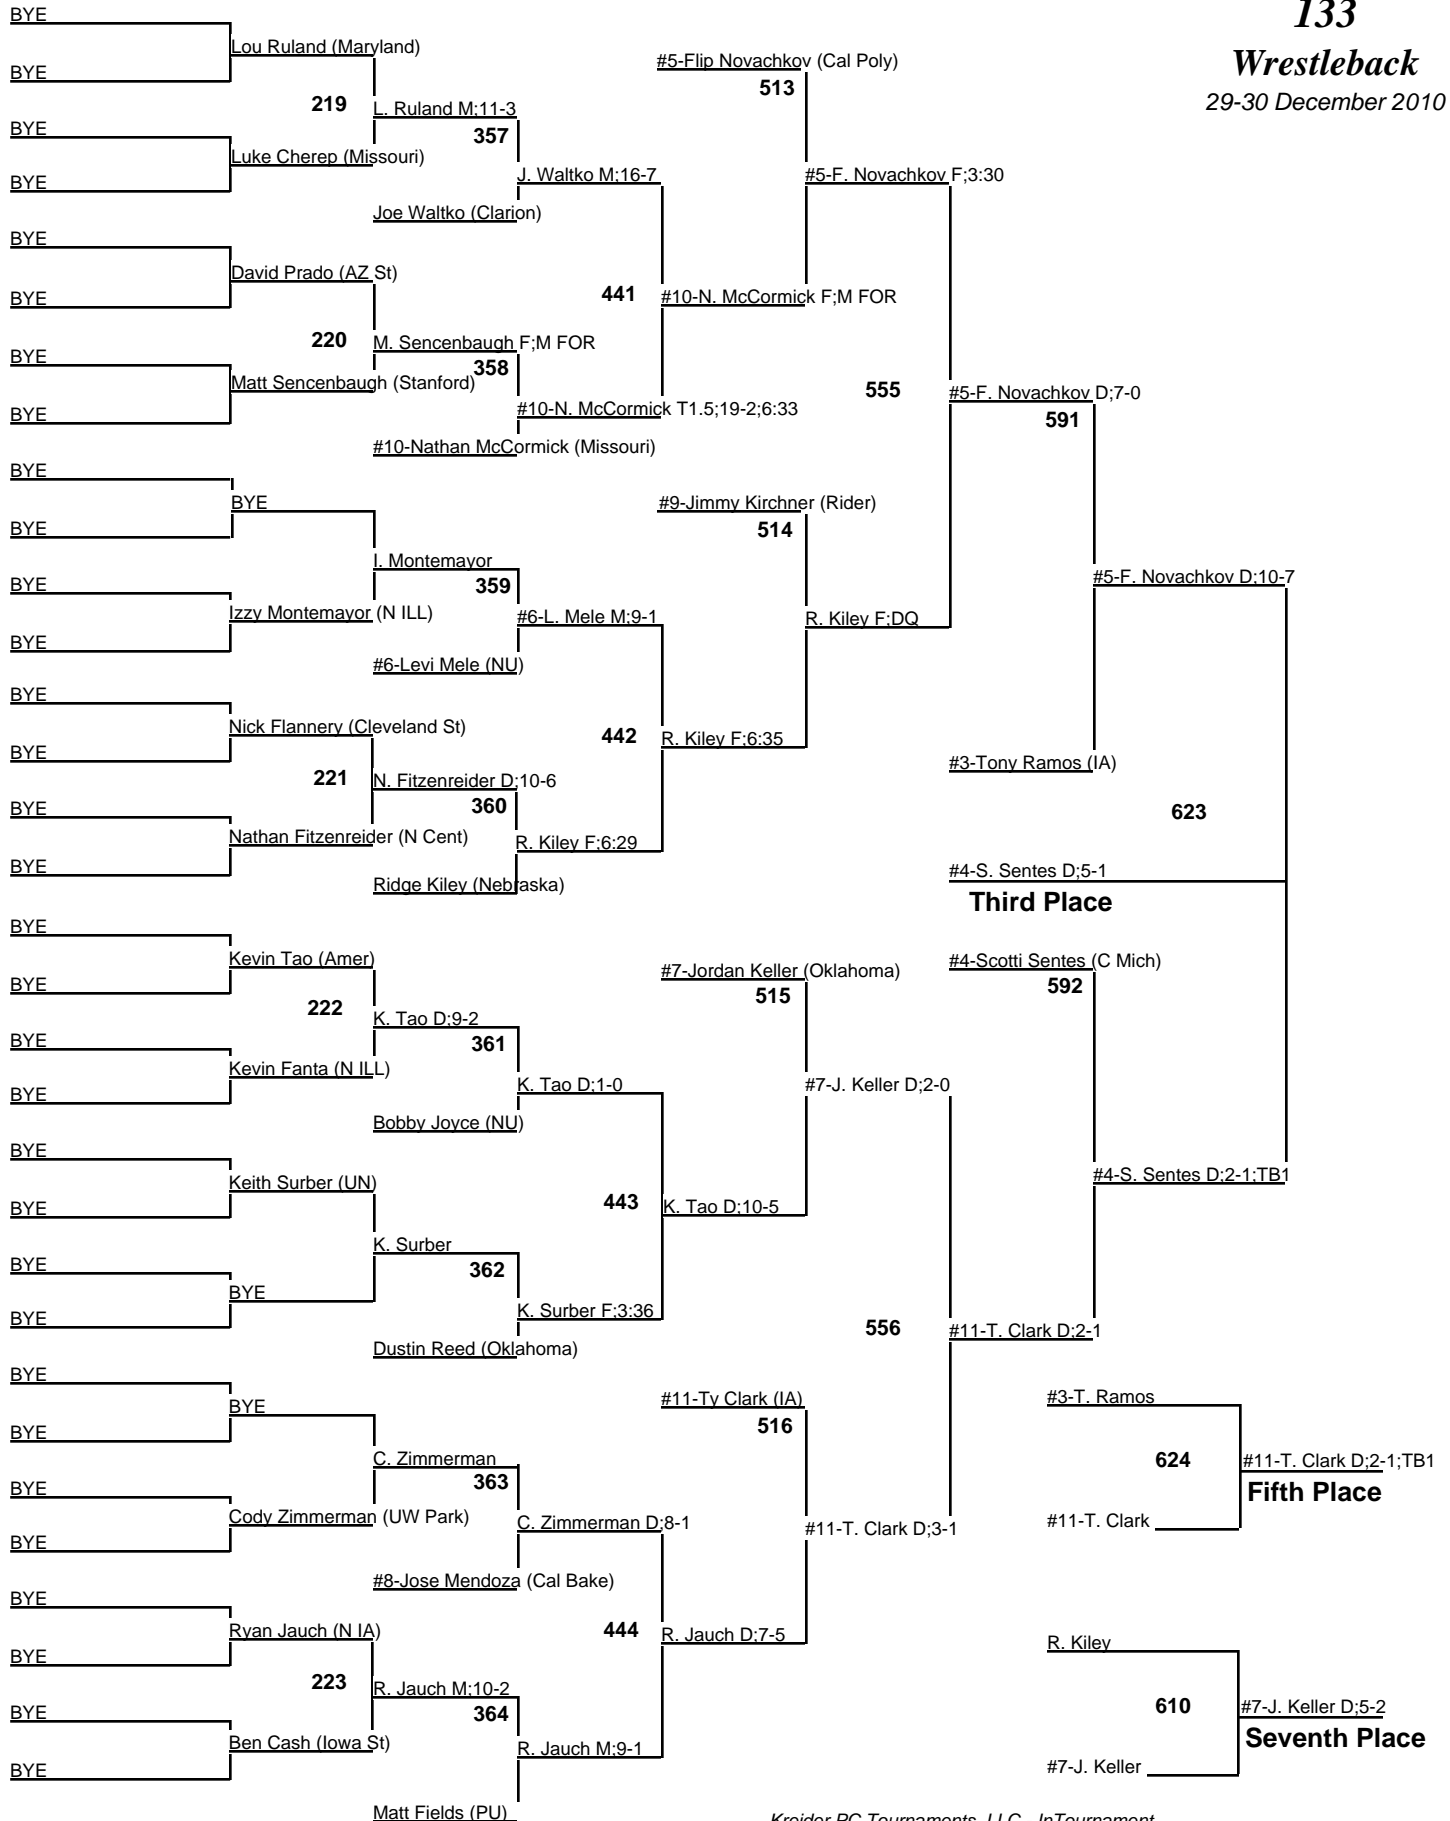 133
Wrestleback
29-30 December 2010
BYE
Lou Ruland (Maryland)
#5-Flip Novachkov (Cal Poly)
BYE
513
219
L. Ruland M;11-3
BYE
357
Luke Cherep (Missouri)
J. Waltko M;16-7
#5-F. Novachkov F;3:30
BYE
Joe Waltko (Clarion)
BYE
David Prado (AZ St)
441
#10-N. McCormick F;M FOR
BYE
220
M. Sencenbaugh F;M FOR
BYE
358
Matt Sencenbaugh (Stanford)
555
#5-F. Novachkov D;7-0
BYE
#10-N. McCormick T1.5;19-2;6:33
591
#10-Nathan McCormick (Missouri)
BYE
BYE
#9-Jimmy Kirchner (Rider)
BYE
514
I. Montemayor
BYE
359
#5-F. Novachkov D;10-7
Izzy Montemayor (N ILL)
#6-L. Mele M;9-1
R. Kiley F;DQ
BYE
#6-Levi Mele (NU)
BYE
Nick Flannery (Cleveland St)
442
R. Kiley F;6:35
BYE
#3-Tony Ramos (IA)
221
N. Fitzenreider D;10-6
BYE
360
623
Nathan Fitzenreider (N Cent)
R. Kiley F;6:29
BYE
#4-S. Sentes D;5-1
Ridge Kiley (Nebraska)
Third Place
BYE
Kevin Tao (Amer)
#7-Jordan Keller (Oklahoma)
#4-Scotti Sentes (C Mich)
BYE
515
592
222
K. Tao D;9-2
BYE
361
Kevin Fanta (N ILL)
K. Tao D;1-0
#7-J. Keller D;2-0
BYE
Bobby Joyce (NU)
BYE
Keith Surber (UN)
#4-S. Sentes D;2-1;TB1
BYE
443
K. Tao D;10-5
K. Surber
BYE
362
BYE
BYE
K. Surber F;3:36
556
#11-T. Clark D;2-1
Dustin Reed (Oklahoma)
BYE
BYE
#11-Ty Clark (IA)
#3-T. Ramos
BYE
516
C. Zimmerman
624
#11-T. Clark D;2-1;TB1
BYE
363
Fifth Place
Cody Zimmerman (UW Park)
C. Zimmerman D;8-1
#11-T. Clark D;3-1
#11-T. Clark
BYE
#8-Jose Mendoza (Cal Bake)
BYE
Ryan Jauch (N IA)
444
R. Jauch D;7-5
R. Kiley
BYE
223
R. Jauch M;10-2
BYE
364
610
#7-J. Keller D;5-2
Ben Cash (Iowa St)
R. Jauch M;9-1
Seventh Place
BYE
#7-J. Keller
Matt Fields (PU)
Kreider PC Tournaments, LLC - InTournament